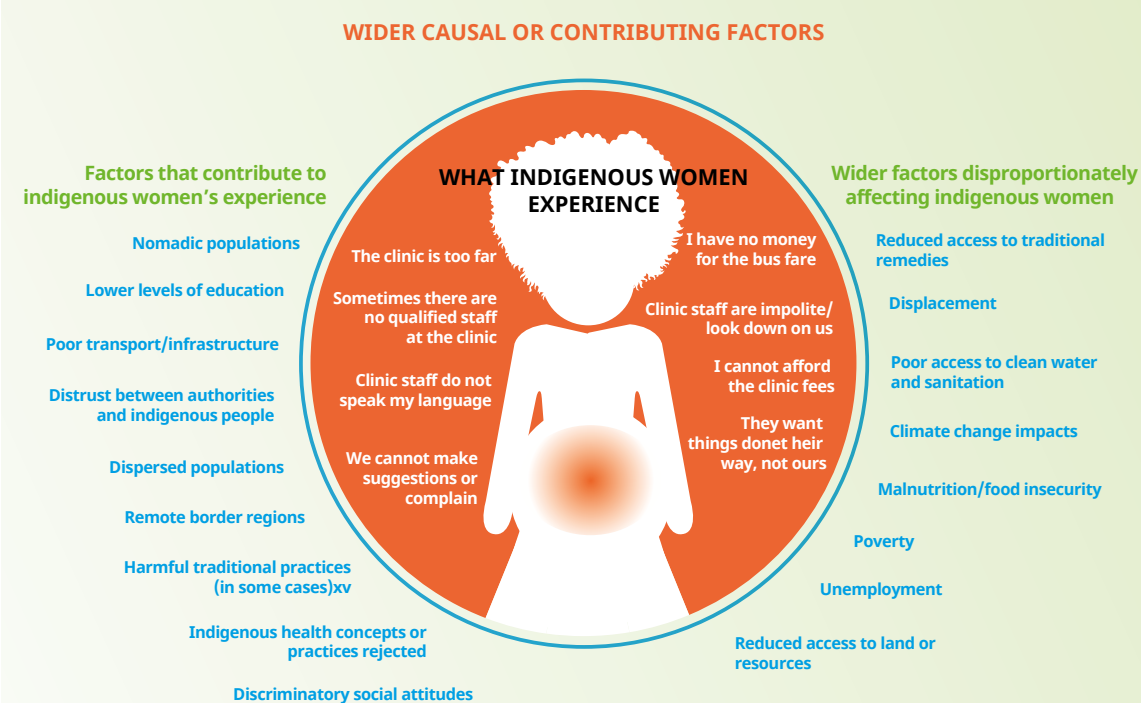 WIDER CAUSAL OR CONTRIBUTING FACTORS
WHAT INDIGENOUS WOMEN
EXPERIENCE
Factors that contribute to
indigenous women's experience
Nomadic populations
Lower levels of education
Poor transport/infrastructure
Distrust between authorities
and indigenous people
Dispersed populations
Remote border regions
Harmful traditional practices
(in some cases)xv
Indigenous health concepts or
practices rejected
Discriminatory social attitudes
The clinic is too far
Sometimes there are
no qualified staff
at the clinic
Clinic staff do not
speak my language
We cannot make
suggestions or
complain
I have no money
for the bus fare
Clinic staff are impolite/
look down on us
I cannot afford
the clinic fees
They want
things donet heir
way, not ours
Wider factors disproportionately
affecting indigenous women
Reduced access to traditional
remedies
Displacement
Poor access to clean water
and sanitation
Climate change impacts
Malnutrition/food insecurity
Poverty
Unemployment
Reduced access to land or
resources